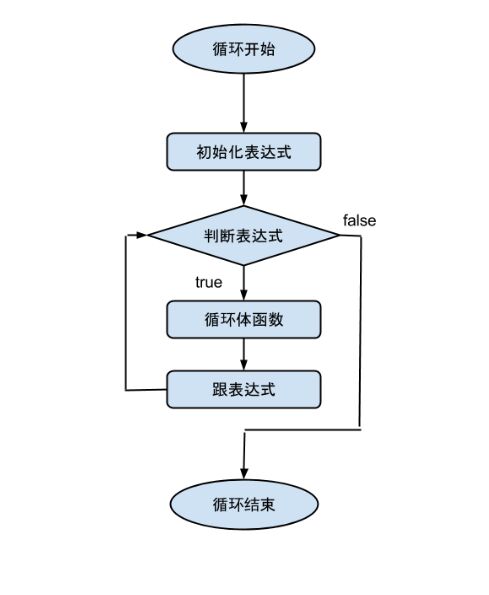 循环开始
初始化表达式
判断表达式
false
true
循环体函数
跟表达式
循环结束